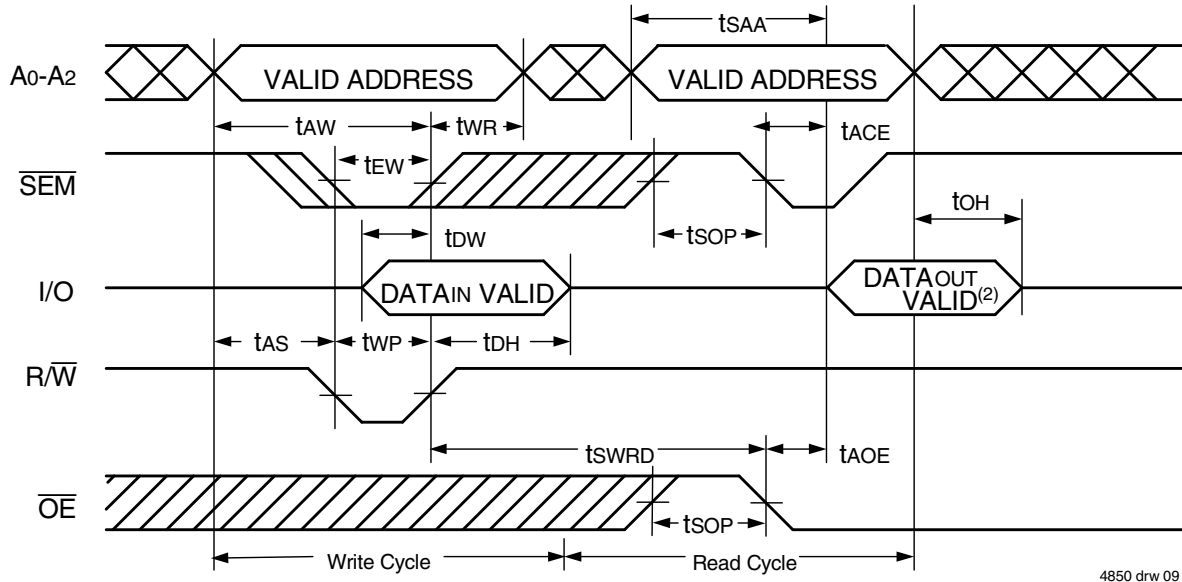 tSAA
A0-A2
VALID ADDRESS
VALID ADDRESS
tAW
tWR
tACE
tEW
SEM
tSOP
tOH
tDW
I/O
DATAIN VALID
DATAOUT
VALID(2)
tAS
tWP
tDH
R/W
tSWRD
tAOE
OE
tSOP
Write Cycle
Read Cycle
4850 drw 09